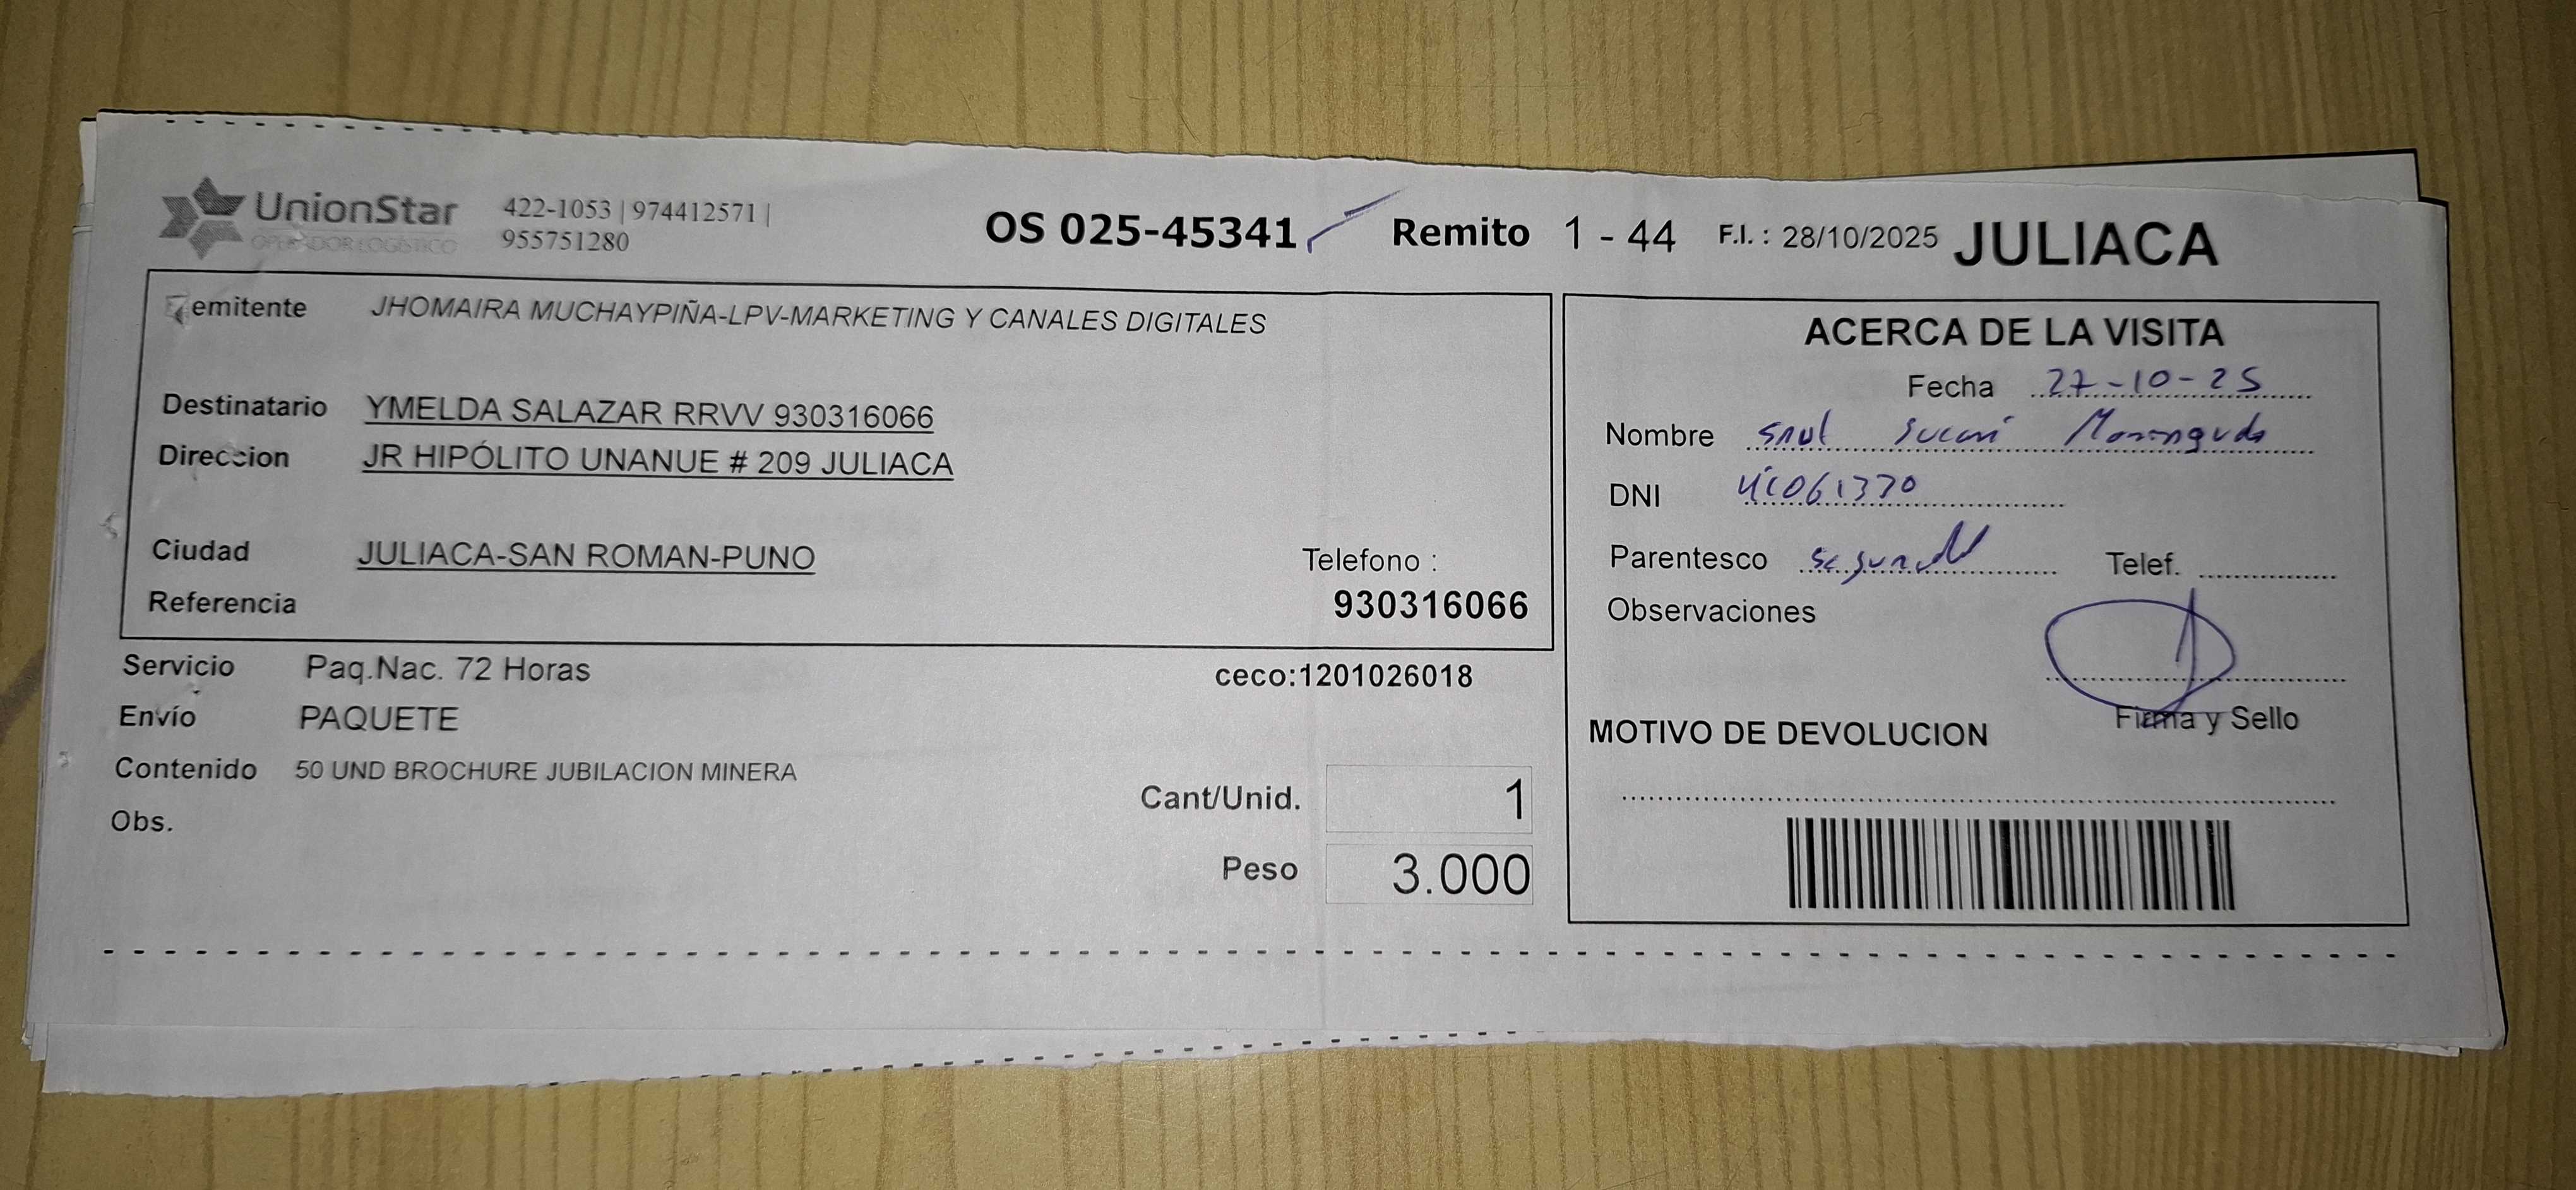 UnionStar
OPERADOR LOGÍSTICO
422-1053 | 974412571 |
955751280
OS 025-45341 Remito 1 - 44 F.I. : 28/10/2025 JULIACA
Remitente JHOMAIRA MUCHAYPIÑA-LPV-MARKETING Y CANALES DIGITALES
Destinatario YMELDA SALAZAR RRVV 930316066
Direccion JR HIPÓLITO UNANUE # 209 JULIACA
Ciudad JULIACA-SAN ROMAN-PUNO
Telefono :
Referencia 930316066
Servicio Paq.Nac. 72 Horas ceco:1201026018
Envío PAQUETE
Contenido 50 UND BROCHURE JUBILACION MINERA
Cant/Unid. 1
Obs.
Peso 3.000
ACERCA DE LA VISITA
Fecha 27-10-25
Nombre Saul
DNI
Parentesco Telef.
Observaciones
Firma y Sello
MOTIVO DE DEVOLUCION